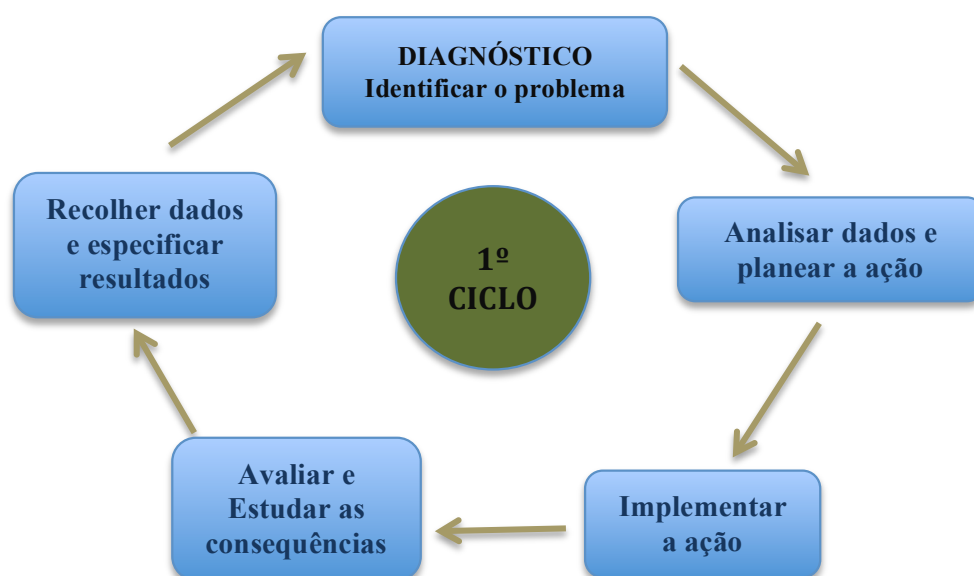 DIAGNÓSTICO
Identificar o problema
Analisar dados e
planear a ação
Implementar
a ação
Avaliar e
Estudar as
consequências
Recolher dados
e especificar
resultados
1º
CICLO